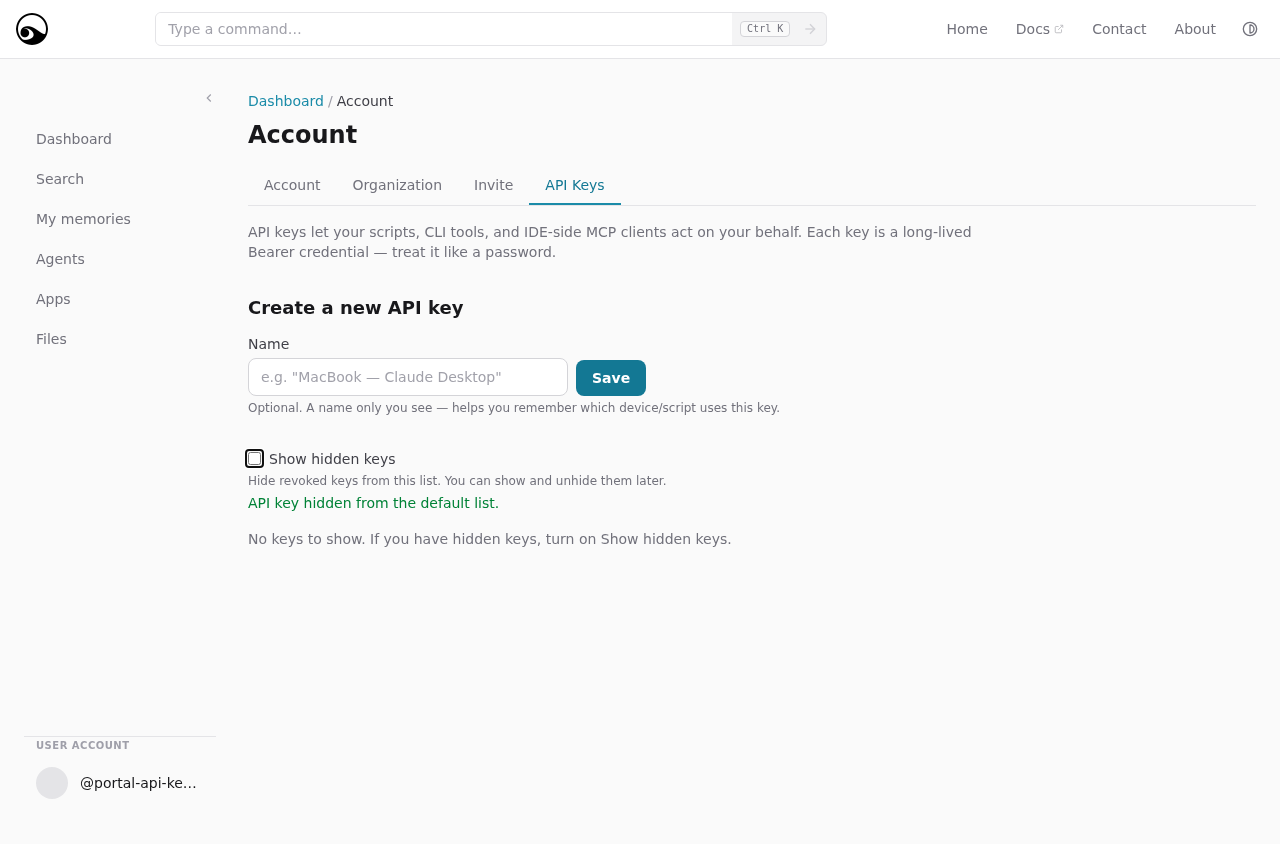 Type a command...
Ctrl K
Home
Docs
Contact
About
Dashboard
Search
My memories
Agents
Apps
Files
USER ACCOUNT
@portal-api-ke...
Dashboard / Account
Account
Account
Organization
Invite
API Keys
API keys let your scripts, CLI tools, and IDE-side MCP clients act on your behalf. Each key is a long-lived
Bearer credential — treat it like a password.
Create a new API key
Name
e.g. "MacBook — Claude Desktop"
Save
Optional. A name only you see — helps you remember which device/script uses this key.
Show hidden keys
Hide revoked keys from this list. You can show and unhide them later.
API key hidden from the default list.
No keys to show. If you have hidden keys, turn on Show hidden keys.